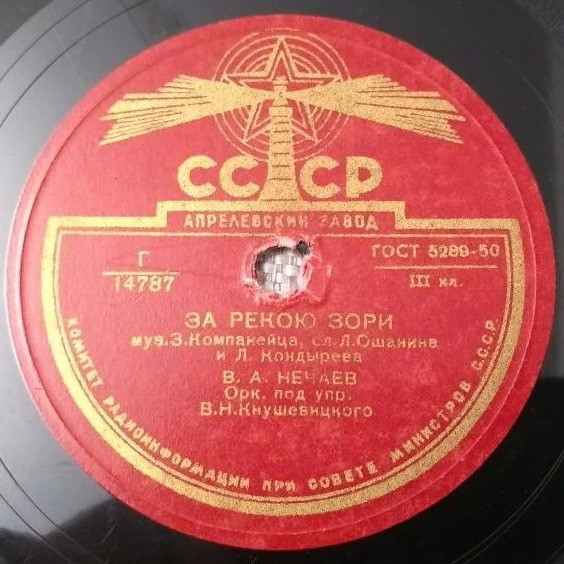 СССР
АПРЕЛЕВСКИЙ ЗАВОД
Г
14787
ГОСТ 5289-50
III кл.
ЗА РЕКОЮ ЗОРИ
муз.З.Компанейца, сл.Л.Ошанина
и Л. Кондырева
В. А. НЕЧАЕВ
Орк. под упр.
В.Н.Кнушевицкого
КОМИТЕТ РАДИОИНФОРМАЦИИ ПРИ СОВЕТЕ МИНИСТРОВ С.С.С.Р.